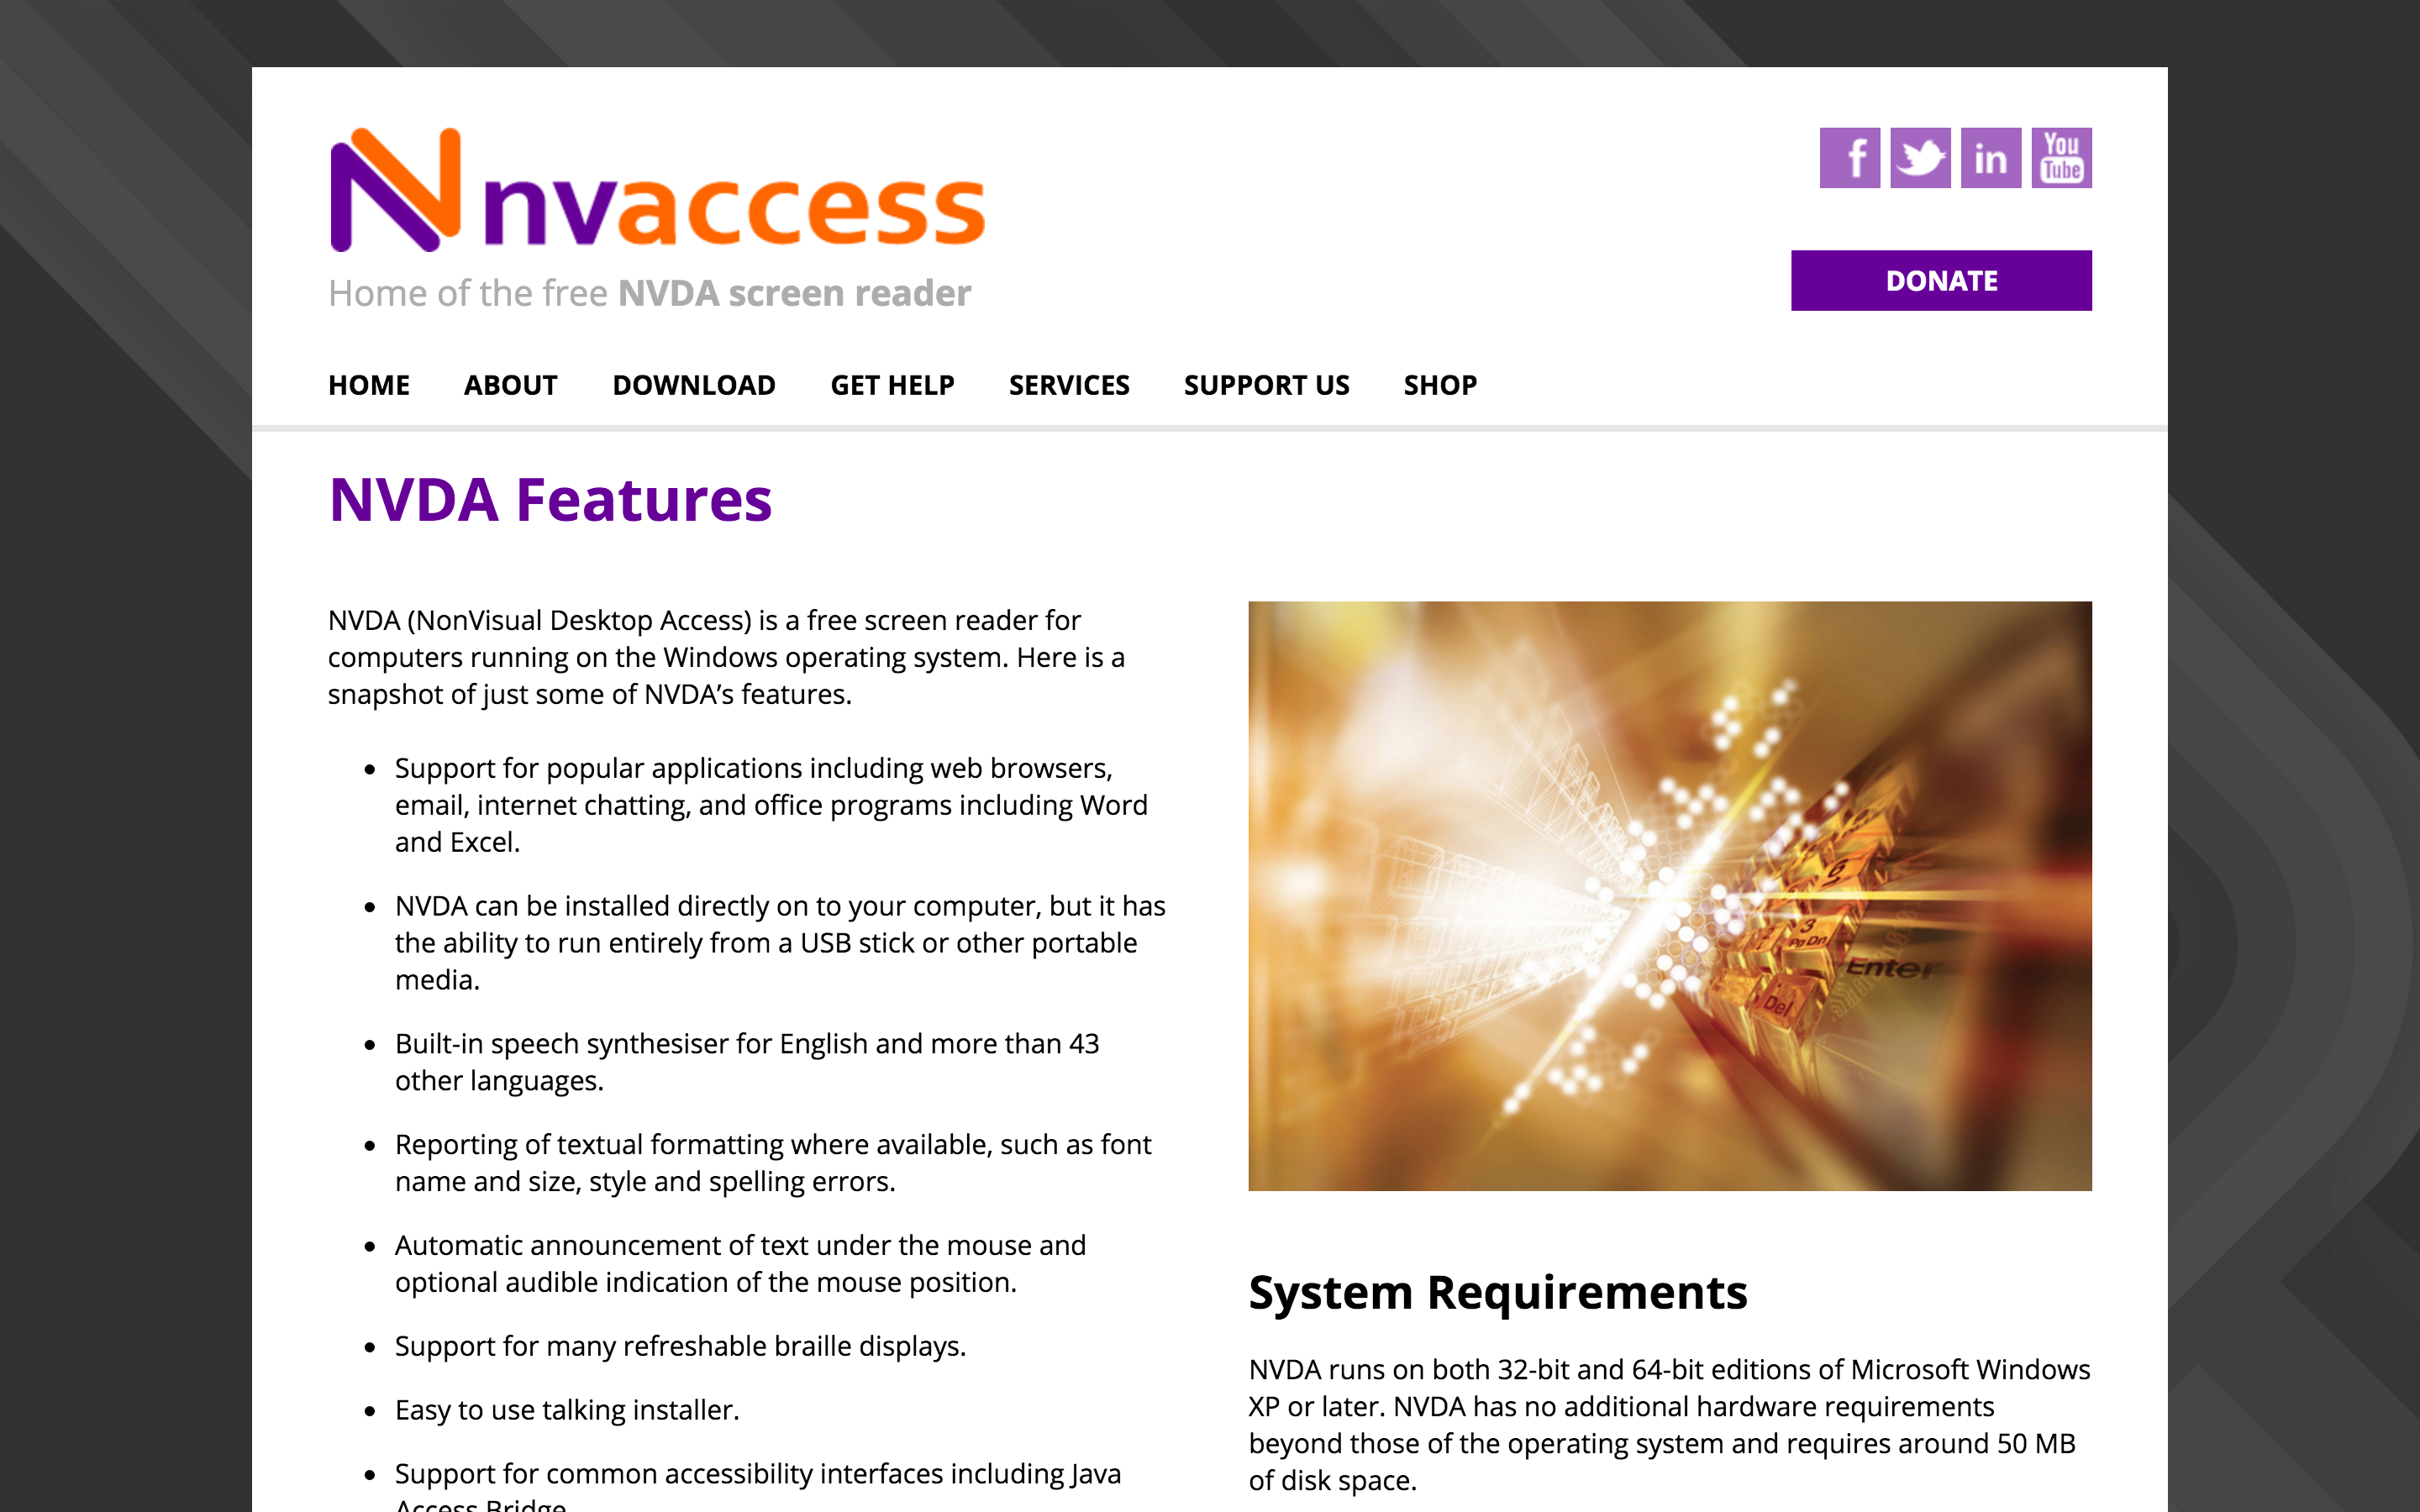 nvaccess
f
in
You
Tube
Home of the free NVDA screen reader
DONATE
HOME ABOUT DOWNLOAD GET HELP SERVICES SUPPORT US SHOP
NVDA Features
NVDA (NonVisual Desktop Access) is a free screen reader for
computers running on the Windows operating system. Here is a
snapshot of just some of NVDA’s features.
• Support for popular applications including web browsers,
email, internet chatting, and office programs including Word
and Excel.
• NVDA can be installed directly on to your computer, but it has
the ability to run entirely from a USB stick or other portable
media.
• Built-in speech synthesiser for English and more than 43
other languages.
• Reporting of textual formatting where available, such as font
name and size, style and spelling errors.
• Automatic announcement of text under the mouse and
optional audible indication of the mouse position.
• Support for many refreshable braille displays.
• Easy to use talking installer.
• Support for common accessibility interfaces including Java
Access Bridge
6
3
Pg Dn
Enter
Del
System Requirements
NVDA runs on both 32-bit and 64-bit editions of Microsoft Windows
XP or later. NVDA has no additional hardware requirements
beyond those of the operating system and requires around 50 MB
of disk space.